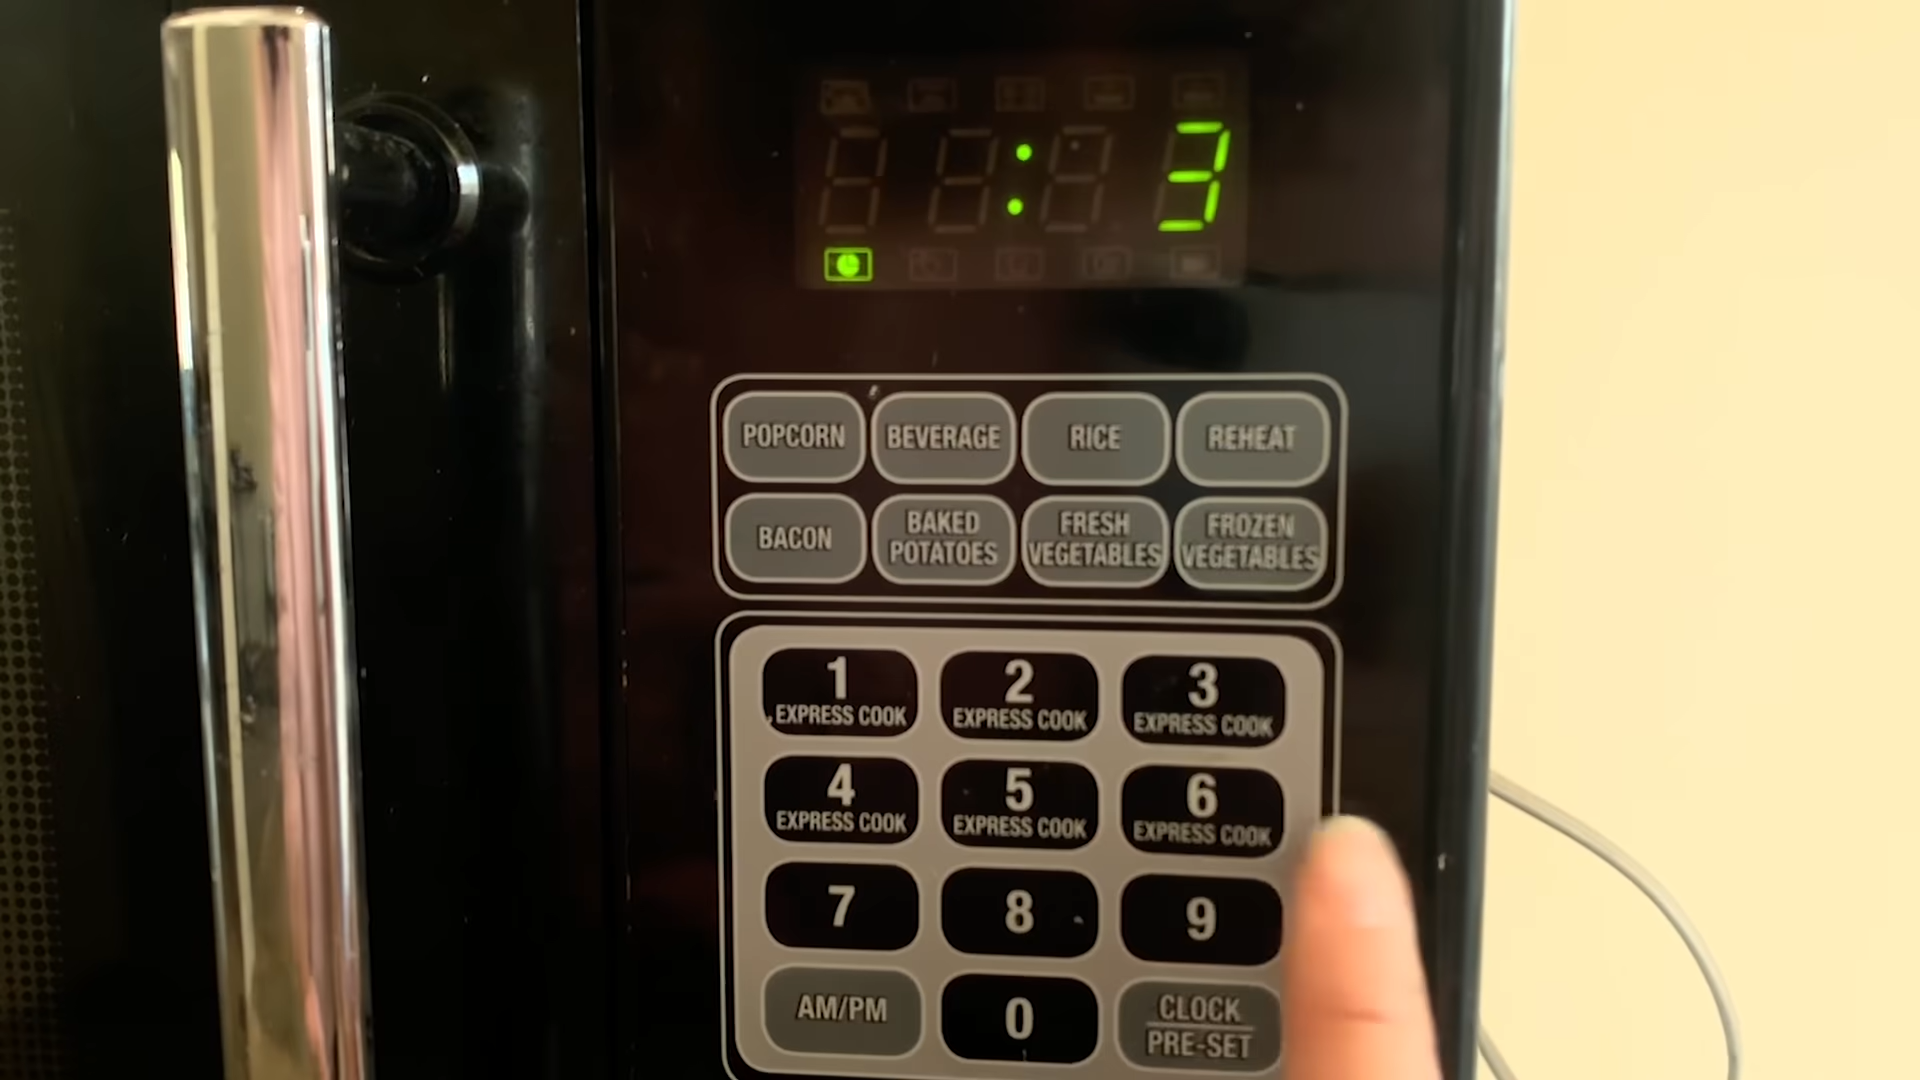 : 3
POPCORN BEVERAGE RICE REHEAT
BACON BAKED POTATOES FRESH VEGETABLES FROZEN VEGETABLES
1 2 3
EXPRESS COOK EXPRESS COOK EXPRESS COOK
4 5 6
EXPRESS COOK EXPRESS COOK EXPRESS COOK
7 8 9
AM/PM 0 CLOCK
PRE-SET